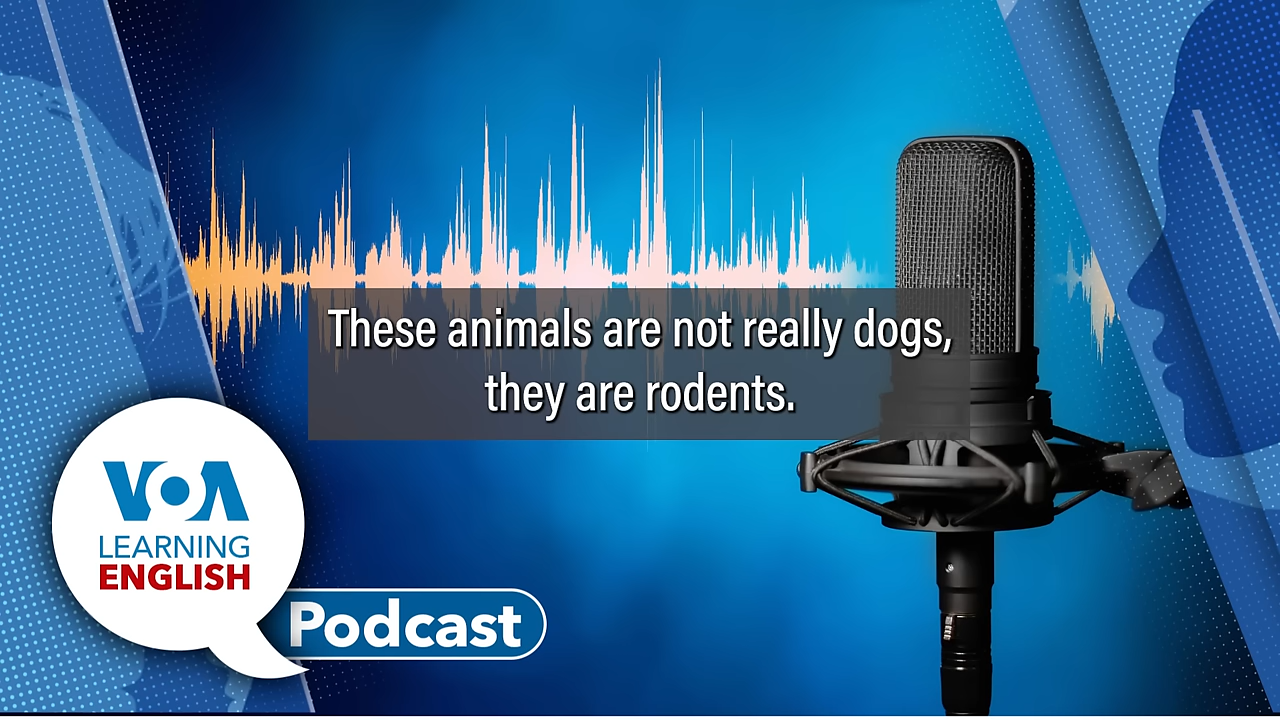 These animals are not really dogs,
they are rodents.
VOA
LEARNING
ENGLISH
Podcast